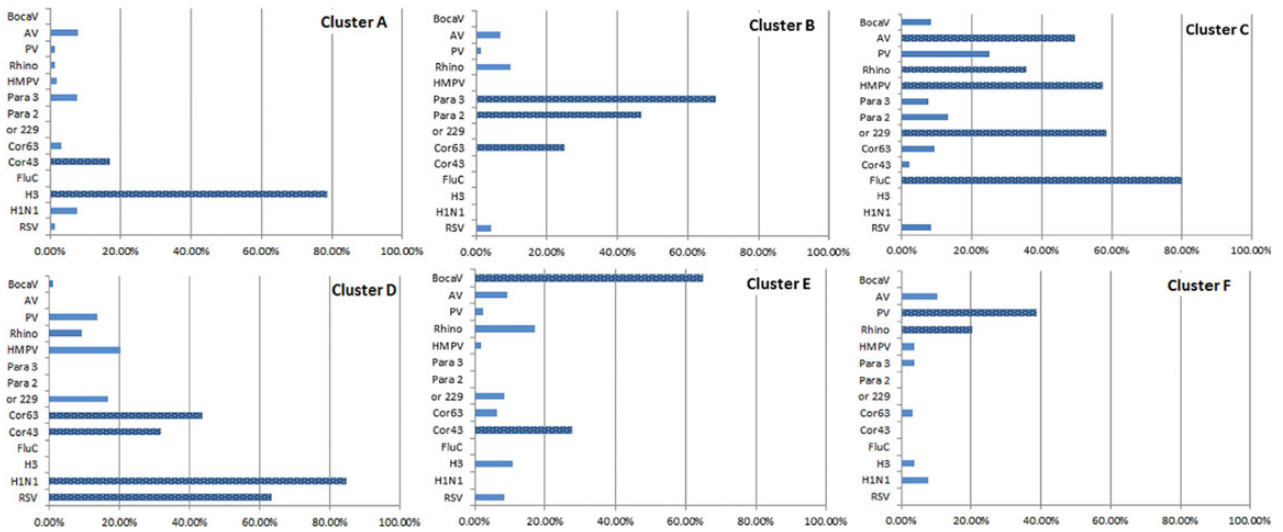 Cluster A
BocaV
AV
PV
Rhino
HMPV
Para 3
Para 2
or 229
Cor63
Cor43
FluC
H3
H1N1
RSV
0.00% 20.00% 40.00% 60.00% 80.00% 100.00%
Cluster B
BocaV
AV
PV
Rhino
HMPV
Para 3
Para 2
or 229
Cor63
Cor43
FluC
H3
H1N1
RSV
0.00% 20.00% 40.00% 60.00% 80.00% 100.00%
Cluster C
BocaV
AV
PV
Rhino
HMPV
Para 3
Para 2
or 229
Cor63
Cor43
FluC
H3
H1N1
RSV
0.00% 20.00% 40.00% 60.00% 80.00% 100.00%
Cluster D
BocaV
AV
PV
Rhino
HMPV
Para 3
Para 2
or 229
Cor63
Cor43
FluC
H3
H1N1
RSV
0.00% 20.00% 40.00% 60.00% 80.00% 100.00%
Cluster E
BocaV
AV
PV
Rhino
HMPV
Para 3
Para 2
or 229
Cor63
Cor43
FluC
H3
H1N1
RSV
0.00% 20.00% 40.00% 60.00% 80.00% 100.00%
Cluster F
BocaV
AV
PV
Rhino
HMPV
Para 3
Para 2
or 229
Cor63
Cor43
FluC
H3
H1N1
RSV
0.00% 20.00% 40.00% 60.00% 80.00% 100.00%